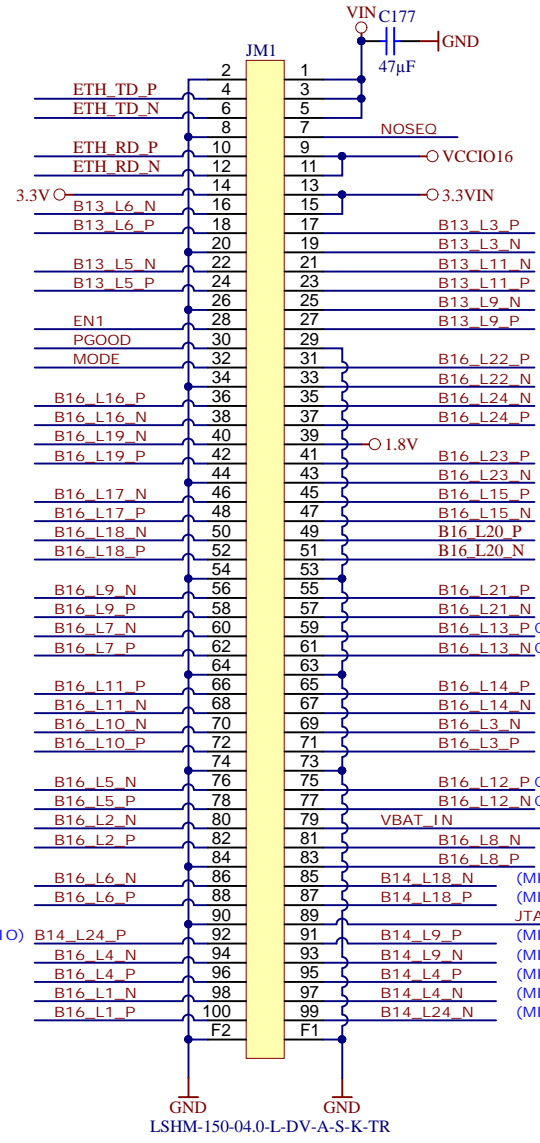 VIN C177
GND
47µF
JM1
2 1
ETH_TD_P 4 3
ETH_TD_N 6 5
8 7 NOSEQ
ETH_RD_P 10 9 VCCIO16
ETH_RD_N 12 11
3.3V 14 13 3.3VIN
B13_L6_N 16 15
B13_L6_P 18 17 B13_L3_P
20 19 B13_L3_N
B13_L5_N 22 21 B13_L11_N
B13_L5_P 24 23 B13_L11_P
26 25 B13_L9_N
EN1 28 27 B13_L9_P
PGOOD 30 29
MODE 32 31 B16_L22_P
34 33 B16_L22_N
B16_L16_P 36 35 B16_L24_N
B16_L16_N 38 37 B16_L24_P
B16_L19_N 40 39 1.8V
B16_L19_P 42 41 B16_L23_P
44 43 B16_L23_N
B16_L17_N 46 45 B16_L15_P
B16_L17_P 48 47 B16_L15_N
B16_L18_N 50 49 B16_L20_P
B16_L18_P 52 51 B16_L20_N
54 53
B16_L9_N 56 55 B16_L21_P
B16_L9_P 58 57 B16_L21_N
B16_L7_N 60 59 B16_L13_P
B16_L7_P 62 61 B16_L13_N
64 63
B16_L11_P 66 65 B16_L14_P
B16_L11_N 68 67 B16_L14_N
B16_L10_N 70 69 B16_L3_N
B16_L10_P 72 71 B16_L3_P
74 73
B16_L5_N 76 75 B16_L12_P
B16_L5_P 78 77 B16_L12_N
B16_L2_N 80 79 VBAT_IN
B16_L2_P 82 81 B16_L8_N
84 83 B16_L8_P
B16_L6_N 86 85 B14_L18_N
B16_L6_P 88 87 B14_L18_P
90 89 JTA
IO) B14_L24_P 92 91 B14_L9_P
B16_L4_N 94 93 B14_L9_N
B16_L4_P 96 95 B14_L4_P
B16_L1_N 98 97 B14_L4_N
B16_L1_P 100 99 B14_L24_N
F2 F1
GND GND
LSHM-150-04.0-L-DV-A-S-K-TR